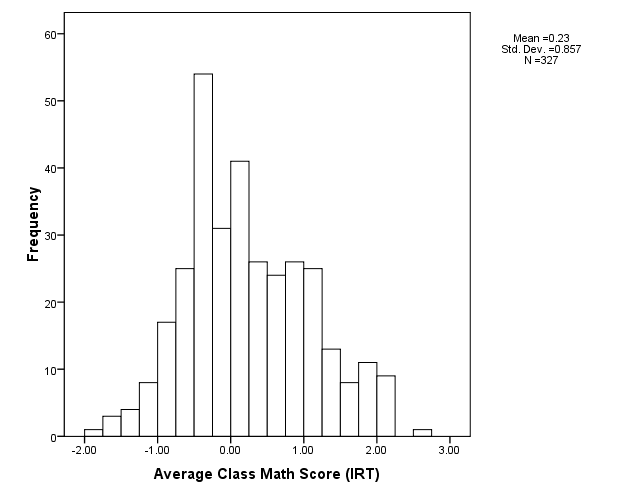 Mean =0.23
Std. Dev. =0.857
N =327
60
50
40
30
20
10
0
Frequency
-2.00 -1.00 0.00 1.00 2.00 3.00
Average Class Math Score (IRT)